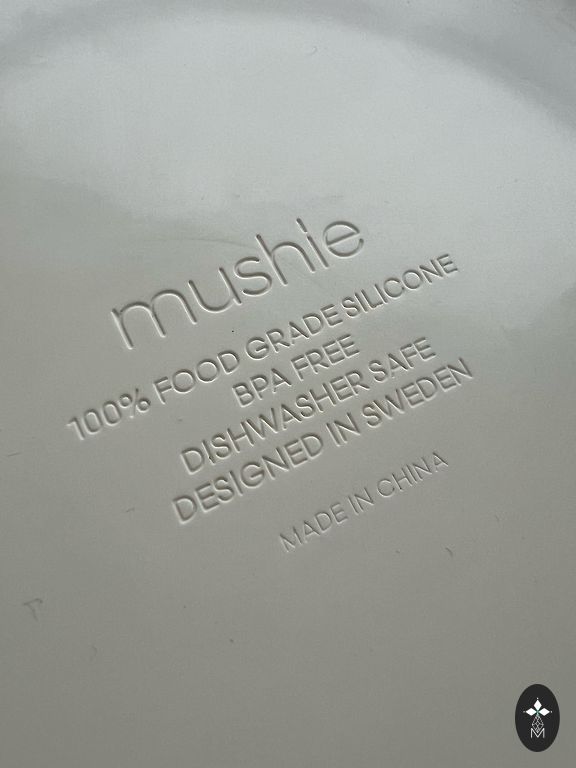 mushie
100% FOOD GRADE SILICONE
BPA FREE
DISHWASHER SAFE
DESIGNED IN SWEDEN
MADE IN CHINA
M